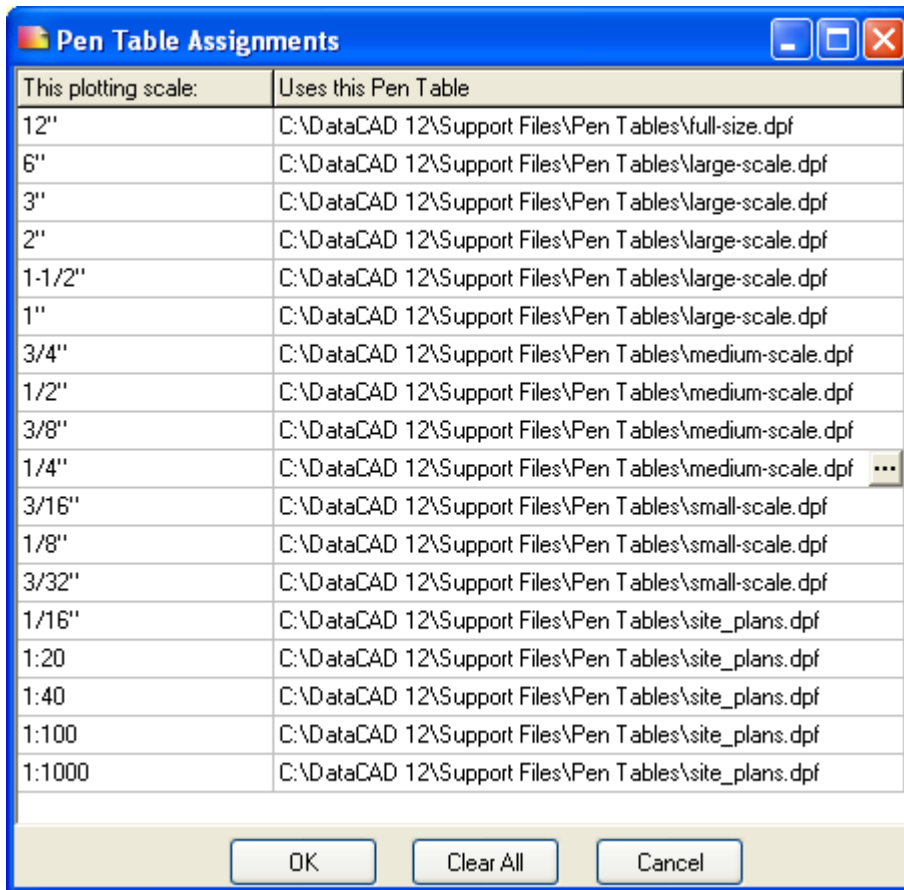 Pen Table Assignments
This plotting scale: Uses this Pen Table
12" C:\DataCAD 12\Support Files\Pen Tables\full-size.dpf
6" C:\DataCAD 12\Support Files\Pen Tables\large-scale.dpf
3" C:\DataCAD 12\Support Files\Pen Tables\large-scale.dpf
2" C:\DataCAD 12\Support Files\Pen Tables\large-scale.dpf
1-1/2" C:\DataCAD 12\Support Files\Pen Tables\large-scale.dpf
1" C:\DataCAD 12\Support Files\Pen Tables\large-scale.dpf
3/4" C:\DataCAD 12\Support Files\Pen Tables\medium-scale.dpf
1/2" C:\DataCAD 12\Support Files\Pen Tables\medium-scale.dpf
3/8" C:\DataCAD 12\Support Files\Pen Tables\medium-scale.dpf
1/4" C:\DataCAD 12\Support Files\Pen Tables\medium-scale.dpf ...
3/16" C:\DataCAD 12\Support Files\Pen Tables\small-scale.dpf
1/8" C:\DataCAD 12\Support Files\Pen Tables\small-scale.dpf
3/32" C:\DataCAD 12\Support Files\Pen Tables\small-scale.dpf
1/16" C:\DataCAD 12\Support Files\Pen Tables\site_plans.dpf
1:20 C:\DataCAD 12\Support Files\Pen Tables\site_plans.dpf
1:40 C:\DataCAD 12\Support Files\Pen Tables\site_plans.dpf
1:100 C:\DataCAD 12\Support Files\Pen Tables\site_plans.dpf
1:1000 C:\DataCAD 12\Support Files\Pen Tables\site_plans.dpf
OK Clear All Cancel